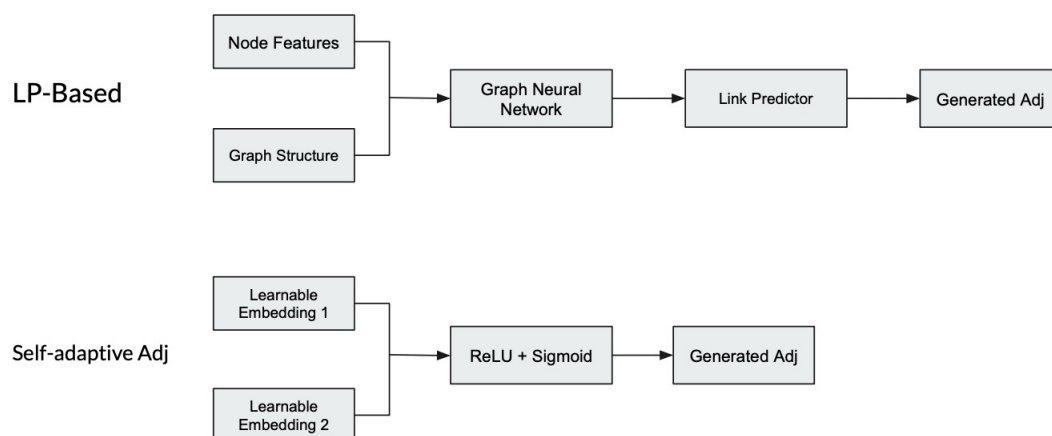 LP-Based
Node Features
Graph Structure
Graph Neural
Network
Link Predictor
Generated Adj
Self-adaptive Adj
Learnable
Embedding 1
Learnable
Embedding 2
ReLU + Sigmoid
Generated Adj